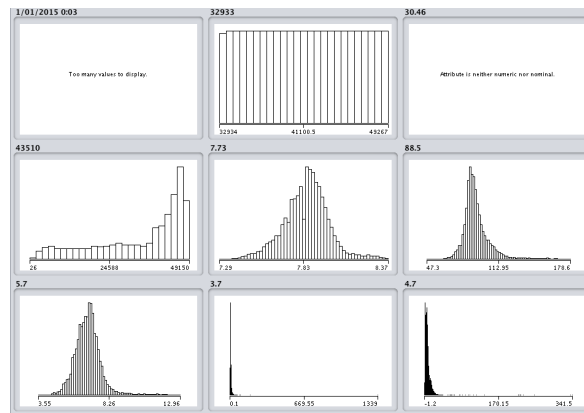 1/01/2015 0:03
32933
30.46
Too many values to display.
32934 41100.5 49267
Attribute is neither numeric nor nominal.
43510
7.73
88.5
26 24588 49150
7.29 7.83 8.37
47.3 112.95 178.6
5.7
3.7
4.7
3.55 8.26 12.96
0.1 669.55 1339
-1.2 170.15 341.5